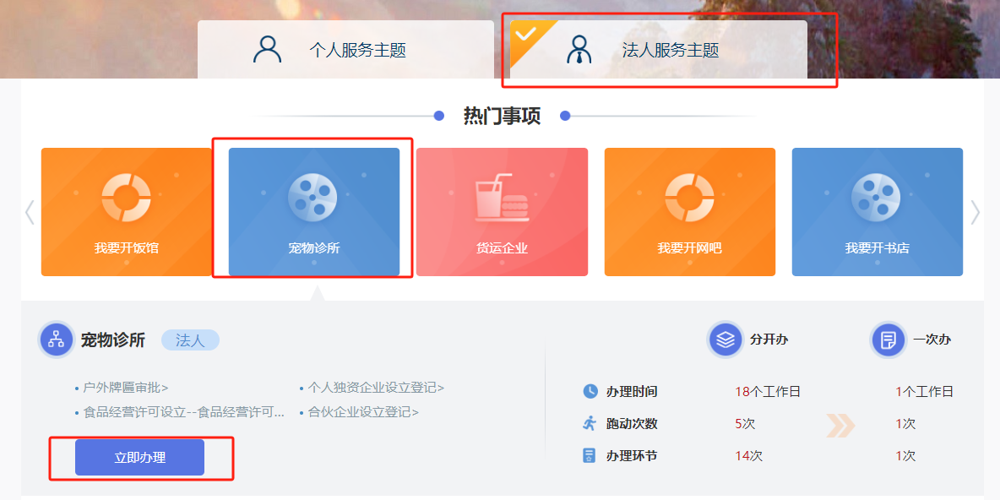 个人服务主题
法人服务主题
热门事项
我要开饭馆
宠物诊所
货运企业
我要开网吧
我要开书店
宠物诊所 法人
户外牌匾审批>
个人独资企业设立登记>
食品经营许可设立--食品经营许可...
合伙企业设立登记>
立即办理
分开办 一次办
办理时间 18个工作日 1个工作日
跑动次数 5次 1次
办理环节 14次 1次